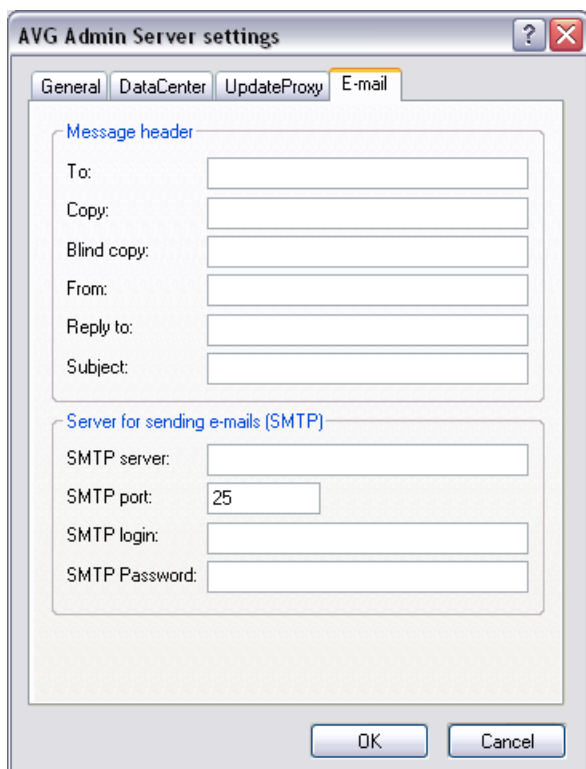 AVG Admin Server settings ?
General DataCenter UpdateProxy E-mail
Message header
To:
Copy:
Blind copy:
From:
Reply to:
Subject:
Server for sending e-mails (SMTP)
SMTP server:
SMTP port: 25
SMTP login:
SMTP Password:
OK Cancel